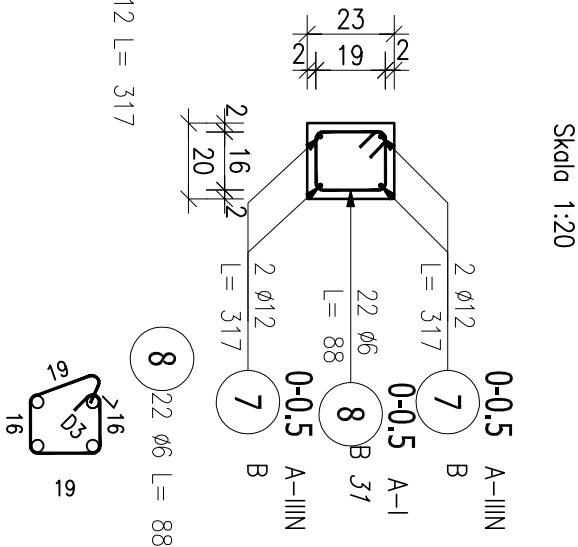 Skala 1:20
23
2 19 2
2
16
20
2
12 L= 317
2 ø12
L= 317
7
0-0.5 A-IIIN
B
22 ø6
L= 88
8
0-0.5 A-I
B 31
2 ø12
L= 317
7
0-0.5 A-IIIN
B
8
22 ø6 L= 88
19
16
D3
7
16
19